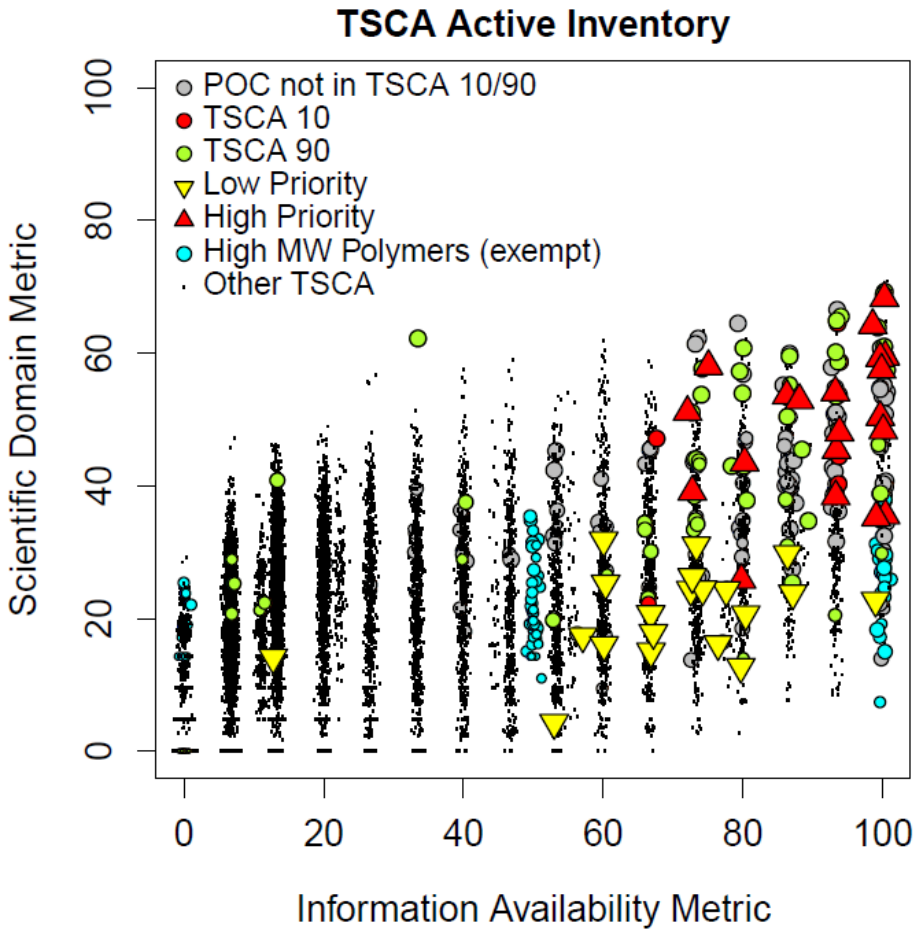 TSCA Active Inventory
POC not in TSCA 10/90
TSCA 10
TSCA 90
Low Priority
High Priority
High MW Polymers (exempt)
Other TSCA
Scientific Domain Metric
100
80
60
40
20
0
0 20 40 60 80 100
Information Availability Metric